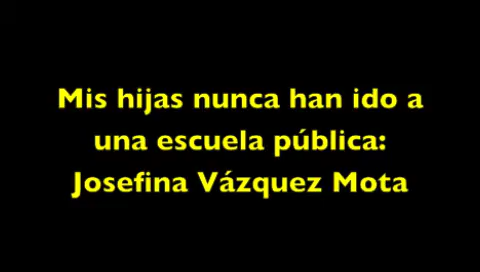 Mis hijas nunca han ido a
una escuela pública:
Josefina Vázquez Mota